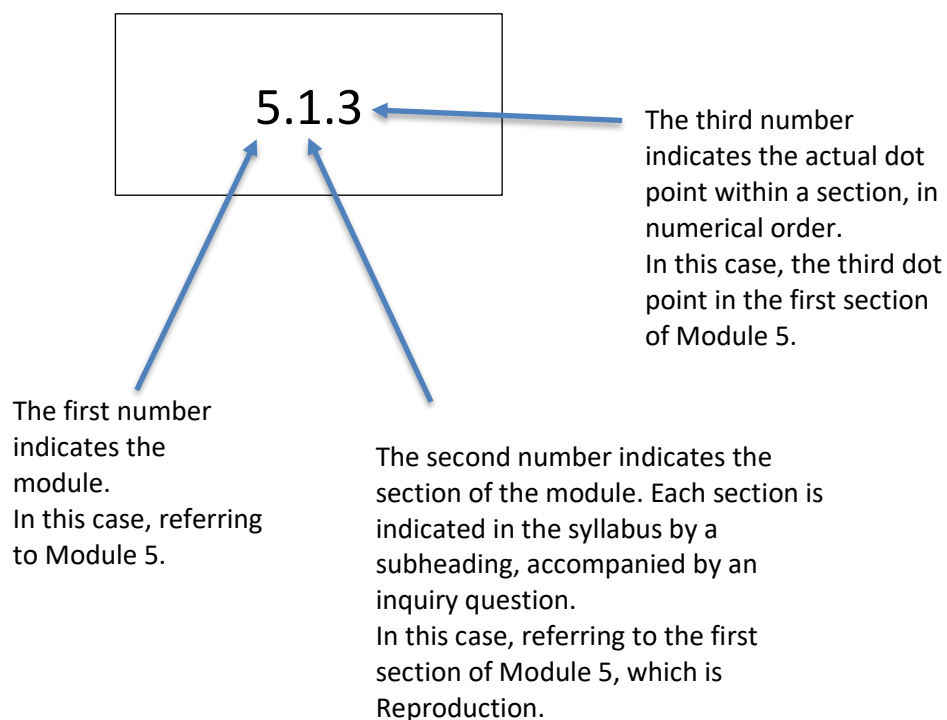 5.1.3
The third number
indicates the actual dot
point within a section, in
numerical order.
In this case, the third dot
point in the first section
of Module 5.
The first number
indicates the
module.
In this case, referring
to Module 5.
The second number indicates the
section of the module. Each section is
indicated in the syllabus by a
subheading, accompanied by an
inquiry question.
In this case, referring to the first
section of Module 5, which is
Reproduction.